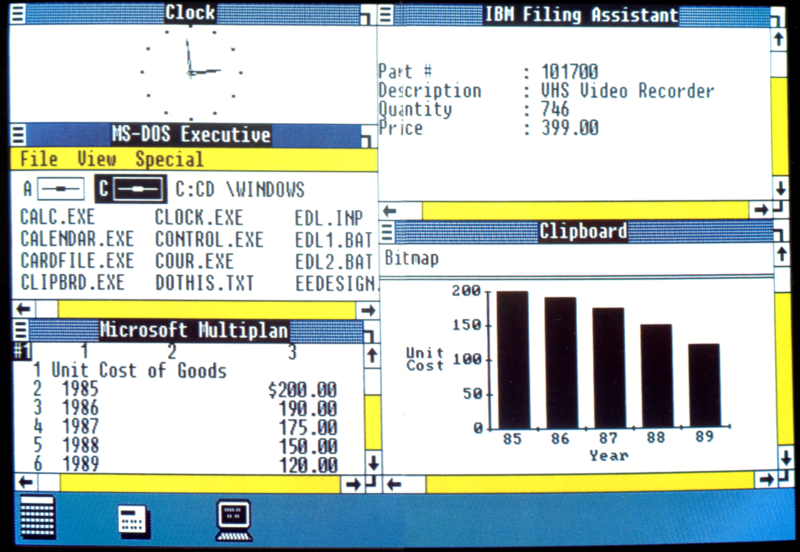 Clock
MS-DOS Executive
File View Special
A C C:CD \WINDOWS
CALC.EXE CLOCK.EXE EDL.INP
CALENDAR.EXE CONTROL.EXE EDL1.BAT
CARDFILE.EXE COUR.EXE EDL2.BAT
CLIPBRD.EXE DOTHIS.TXT EEDESIGN.
Microsoft Multiplan
#1 1 2 3
1 Unit Cost of Goods
2 1985 $200.00
3 1986 190.00
4 1987 175.00
5 1988 150.00
6 1989 120.00
IBM Filing Assistant
Part # : 101700
Description : VHS Video Recorder
Quantity : 746
Price : 399.00
Clipboard
Bitmap
200
150
Unit Cost
100
50
0
85 86 87 88 89
Year